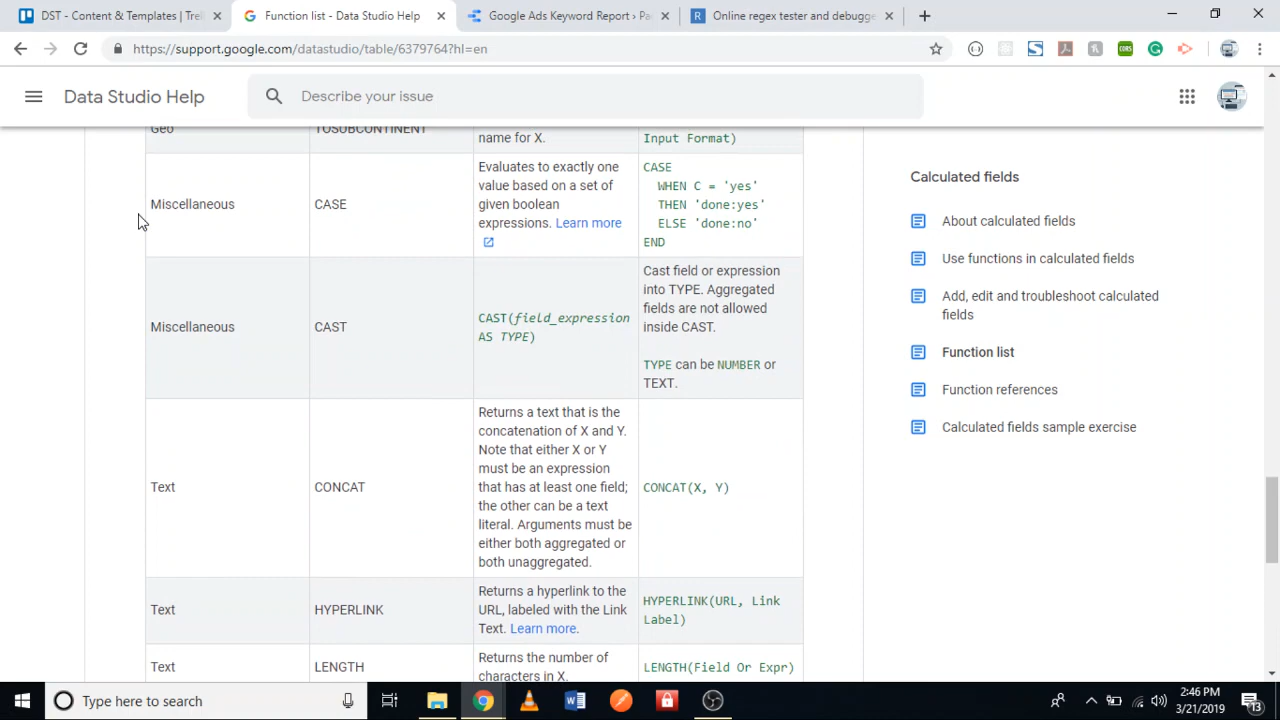 DST - Content & Templates | Trel
Function list - Data Studio Help
Google Ads Keyword Report › Pa
Online regex tester and debugge
https://support.google.com/datastudio/table/6379764?hl=en
Data Studio Help
Describe your issue
Geo
TOSUBCONTINENT
name for X.
Input Format)
Miscellaneous
CASE
Evaluates to exactly one
value based on a set of
given boolean
expressions. Learn more
CASE
WHEN C = 'yes'
THEN 'done:yes'
ELSE 'done:no'
END
Miscellaneous
CAST
CAST(field_expression
AS TYPE)
Cast field or expression
into TYPE. Aggregated
fields are not allowed
inside CAST.
TYPE can be NUMBER or
TEXT.
Text
CONCAT
Returns a text that is the
concatenation of X and Y.
Note that either X or Y
must be an expression
that has at least one field;
the other can be a text
literal. Arguments must be
either both aggregated or
both unaggregated.
CONCAT(X, Y)
Text
HYPERLINK
Returns a hyperlink to the
URL, labeled with the Link
Text. Learn more.
HYPERLINK(URL, Link
Label)
Text
LENGTH
Returns the number of
characters in X.
LENGTH(Field Or Expr)
Calculated fields
About calculated fields
Use functions in calculated fields
Add, edit and troubleshoot calculated
fields
Function list
Function references
Calculated fields sample exercise
Type here to search
2:46 PM
3/21/2019
13